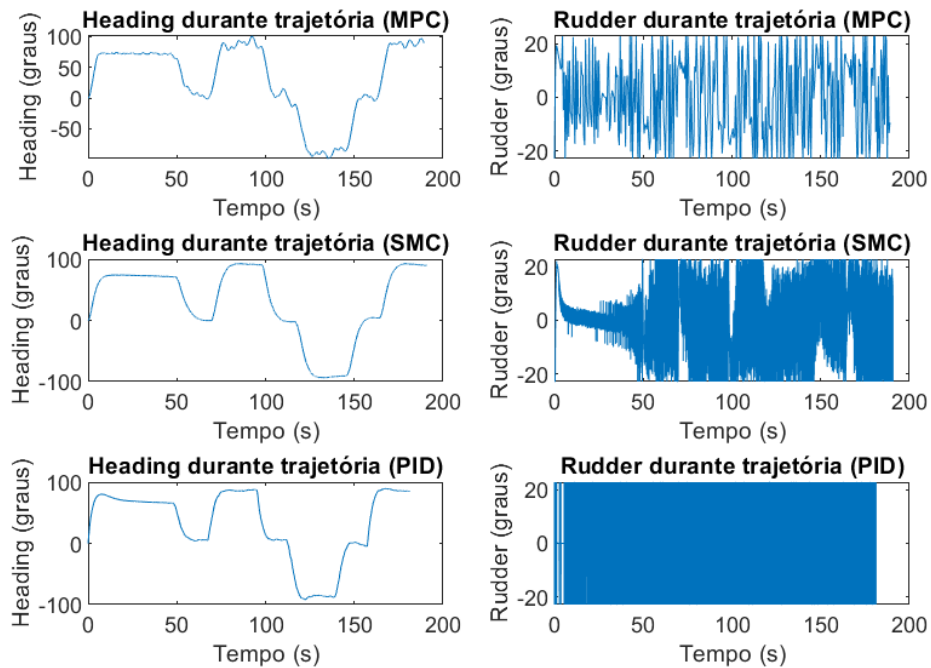 Heading durante trajetória (MPC)
Heading (graus)
100
50
0
-50
0 50 100 150 200
Tempo (s)
Rudder durante trajetória (MPC)
Rudder (graus)
20
0
-20
0 50 100 150 200
Tempo (s)
Heading durante trajetória (SMC)
Heading (graus)
100
0
-100
0 50 100 150 200
Tempo (s)
Rudder durante trajetória (SMC)
Rudder (graus)
20
0
-20
0 50 100 150 200
Tempo (s)
Heading durante trajetória (PID)
Heading (graus)
100
0
-100
0 50 100 150 200
Tempo (s)
Rudder durante trajetória (PID)
Rudder (graus)
20
0
-20
0 50 100 150 200
Tempo (s)